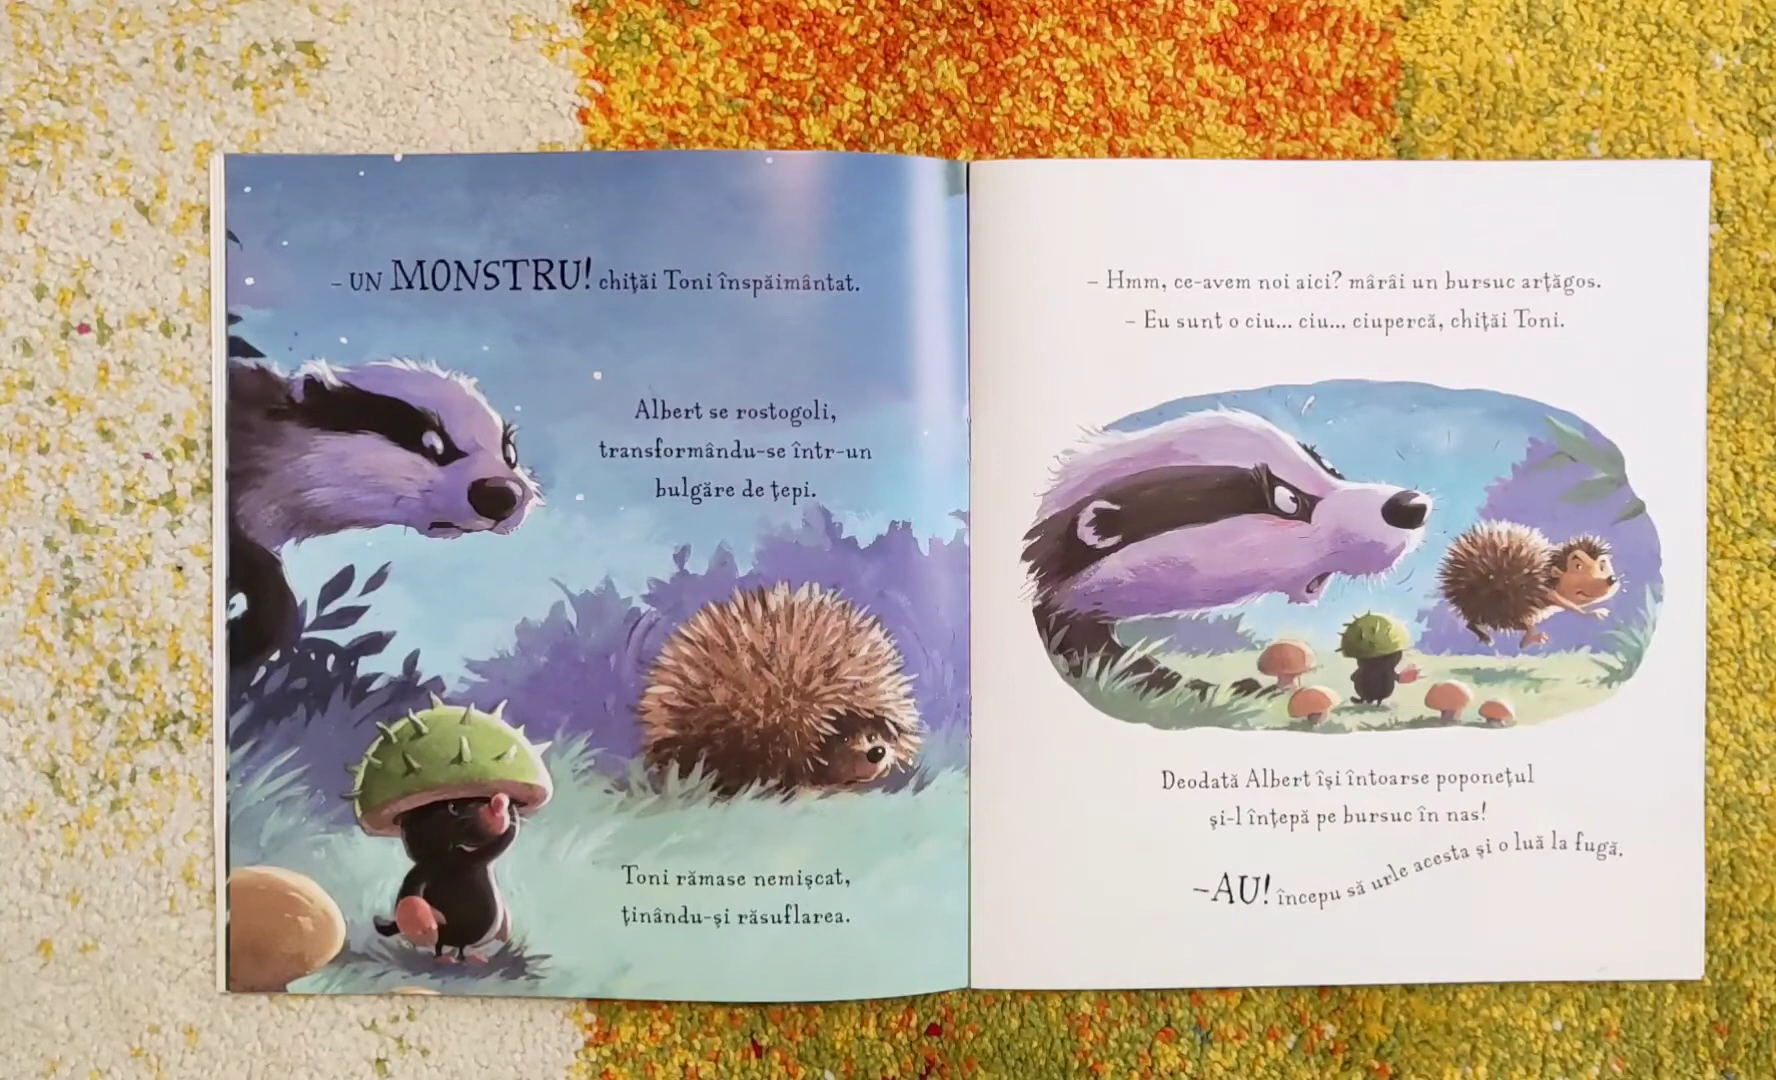 – UN MONSTRU! chițăi Toni înspăimântat.
Albert se rostogoli,
transformându-se într-un
bulgăre de țepi.
Toni rămase nemișcat,
ținându-și răsuflarea.
– Hmm, ce-avem noi aici? mârâi un bursuc arțăgos.
– Eu sunt o ciu... ciu... ciupercă, chițăi Toni.
Deodată Albert își întoarse poponețul
și-l înțepă pe bursuc în nas!
–AU! începu să urle acesta și o luă la fugă.